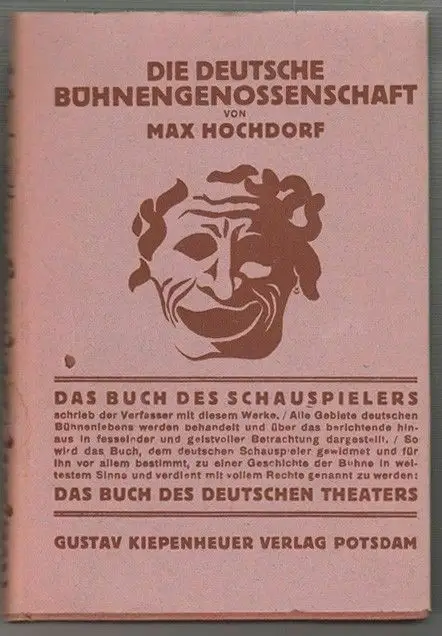 DIE DEUTSCHE
BÜHNENGENOSSENSCHAFT
VON
MAX HOCHDORF
DAS BUCH DES SCHAUSPIELERS
schrieb der Verfasser mit diesem Werke. / Alle Gebiete deutschen
Bühnenlebens werden behandelt und über das berichtende hin-
aus in fesselnder und geistvoller Betrachtung dargestellt. / So
wird das Buch, dem deutschen Schauspieler gewidmet und für
ihn vor allem bestimmt, zu einer Geschichte der Bühne in wei-
testem Sinne und verdient mit vollem Rechte genannt zu werden:
DAS BUCH DES DEUTSCHEN THEATERS
GUSTAV KIEPENHEUER VERLAG POTSDAM